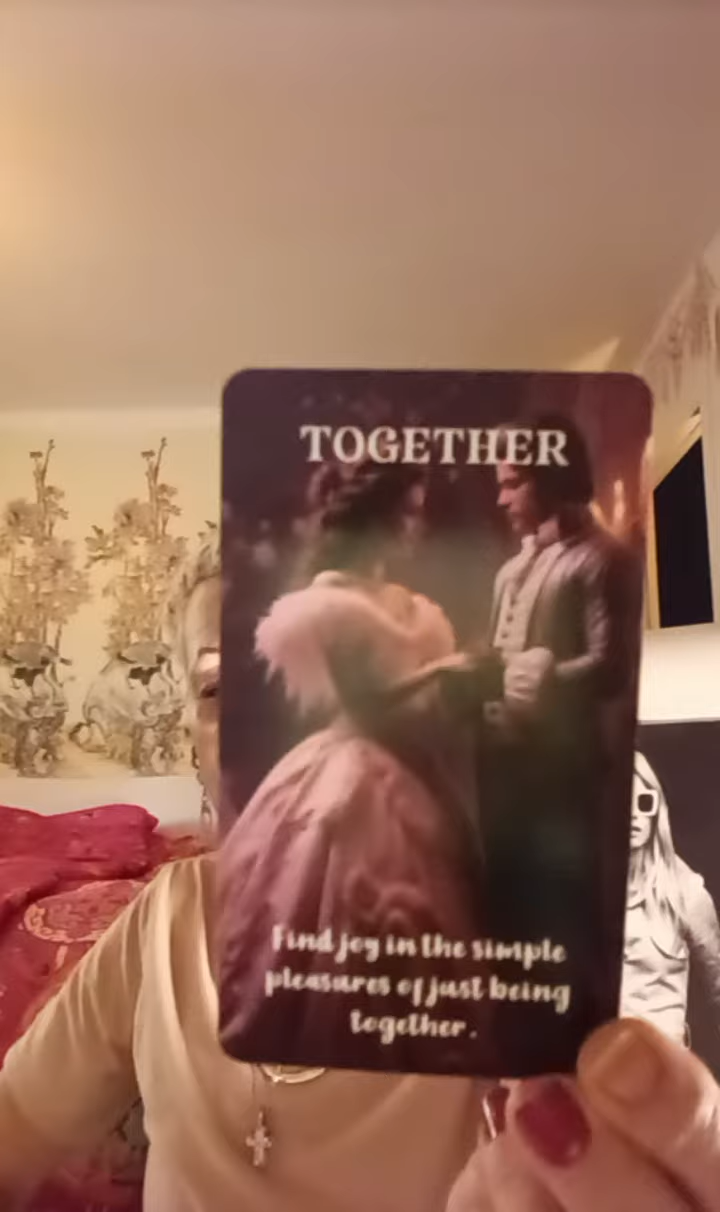 TOGETHER
Find joy in the simple
pleasures of just being
together.